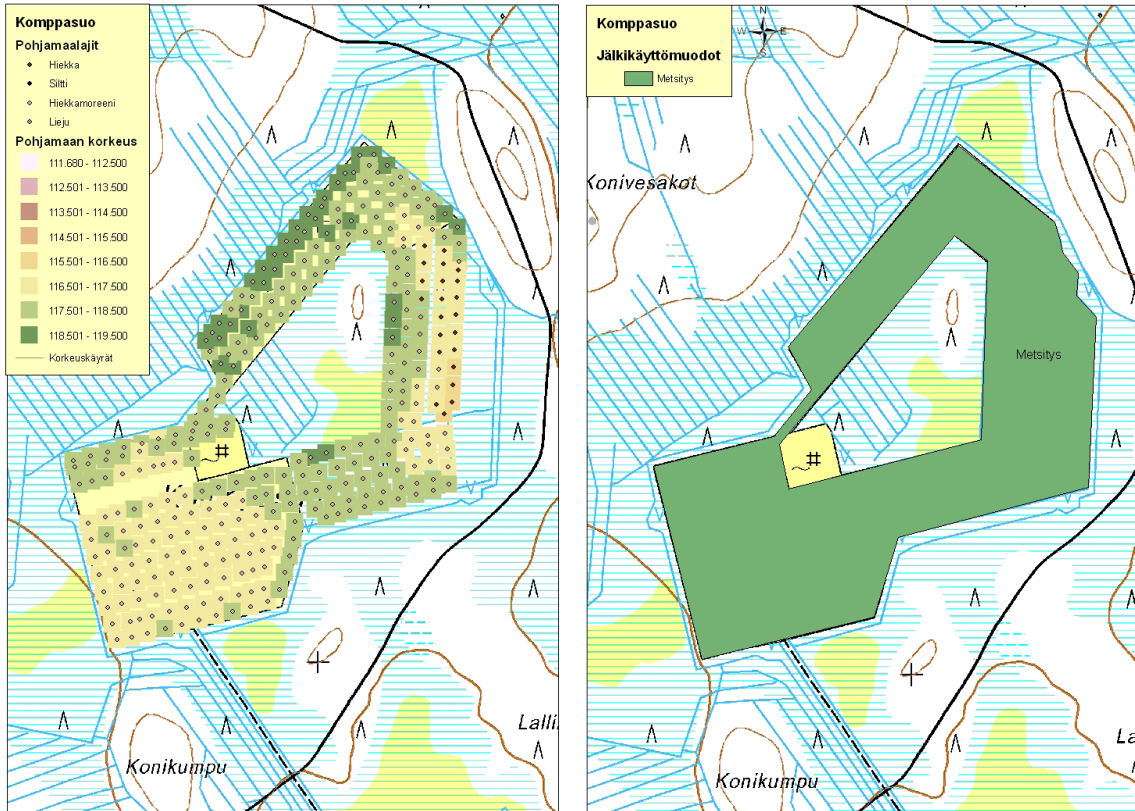 Komppasuo
Pohjamaalajit
Hiekka
Siltti
Hiekkamoreeni
Lieju
Pohjamaan korkeus
111.680 - 112.500
112.501 - 113.500
113.501 - 114.500
114.501 - 115.500
115.501 - 116.500
116.501 - 117.500
117.501 - 118.500
118.501 - 119.500
Korkeuskäyrät
Konikumpu
Lalli
Komppasuo
Jälkikäyttömuodot
Metsitys
N
W E
S
Konivesakot
Metsitys
Konikumpu
La